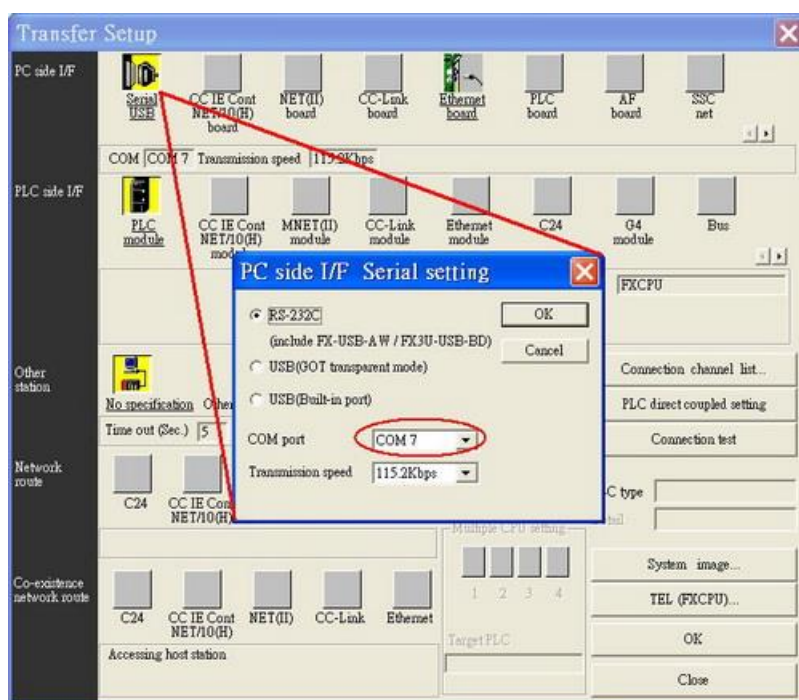 Transfer Setup
PC side I/F
Serial
USB
CC IE Cont
NET/10(H)
board
NET(II)
board
CC-Link
board
Ethernet
board
PLC
board
AF
board
SSC
net
COM COM 7 Transmission speed 115.2Kbps
PLC side I/F
PLC
module
CC IE Cont
NET/10(H)
module
MNET(II)
module
CC-Link
module
Ethernet
module
C24
G4
module
Bus
FXCPU
PC side I/F Serial setting
RS-232C
(include FX-USB-AW / FX3U-USB-BD)
USB(GOT transparent mode)
USB(Built-in port)
OK
Cancel
COM port COM 7
Transmission speed 115.2Kbps
Other
station
No specification
Time out (Sec.) 5
Connection channel list...
PLC direct coupled setting
Connection test
Network
route
C24
CC IE Con
NET/10(H)
C type
Multiple CPU setting
1 2 3 4
Target PLC
System image...
TEL (FXCPU)...
OK
Close
Co-existence
network route
C24
CC IE Cont
NET/10(H)
NET(II)
CC-Link
Ethernet
Accessing host station